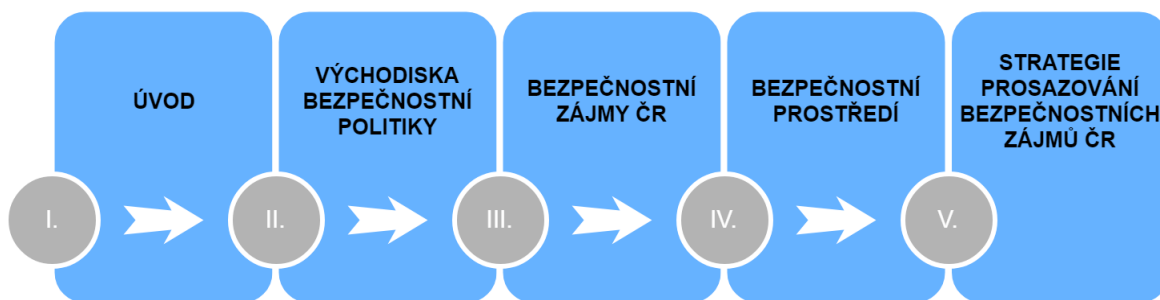 ÚVOD
VÝCHODISKA
BEZPEČNOSTNÍ
POLITIKY
BEZPEČNOSTNÍ
ZÁJMY ČR
BEZPEČNOSTNÍ
PROSTŘEDÍ
STRATEGIE
PROSAZOVÁNÍ
BEZPEČNOSTNÍCH
ZÁJMŮ ČR
I.
II.
III.
IV.
V.